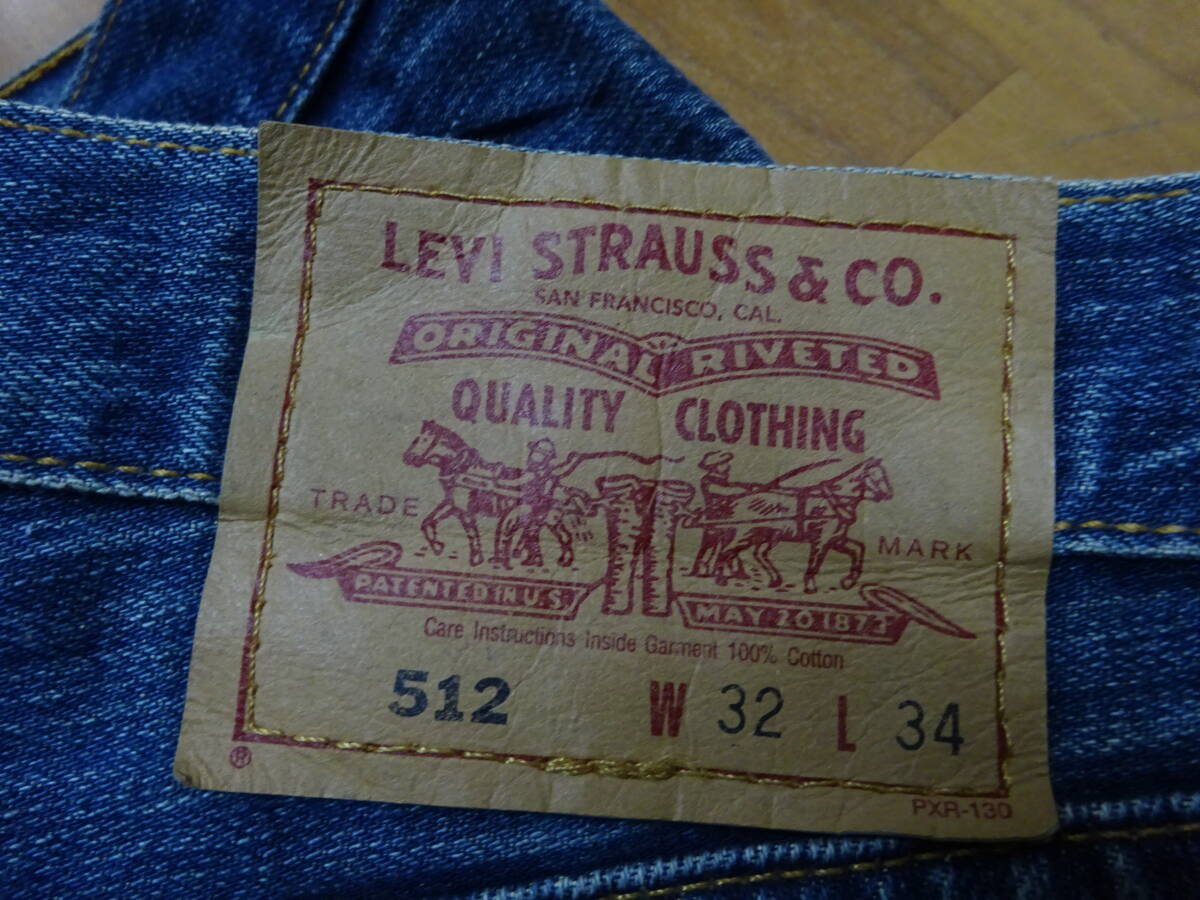 LEVI STRAUSS & CO.
SAN FRANCISCO, CAL.
ORIGINAL RIVETED
QUALITY CLOTHING
TRADE MARK
PATENTED IN U.S. MAY 20 1873
Care Instructions Inside Garment 100% Cotton
512 W 32 L 34
®
PXR-130